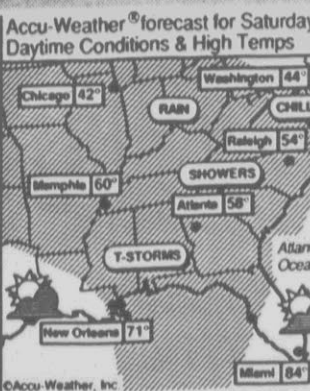 Accu-Weather® forecast for Saturday
Daytime Conditions & High Temps
Washington 44°
Chicago 42°
RAIN
CHILL
Raleigh 54°
SHOWERS
Memphis 60°
Atlanta 58°
T-STORMS
Atlan
Ocea
New Orleans 71°
Miami 84°
©Accu-Weather, Inc